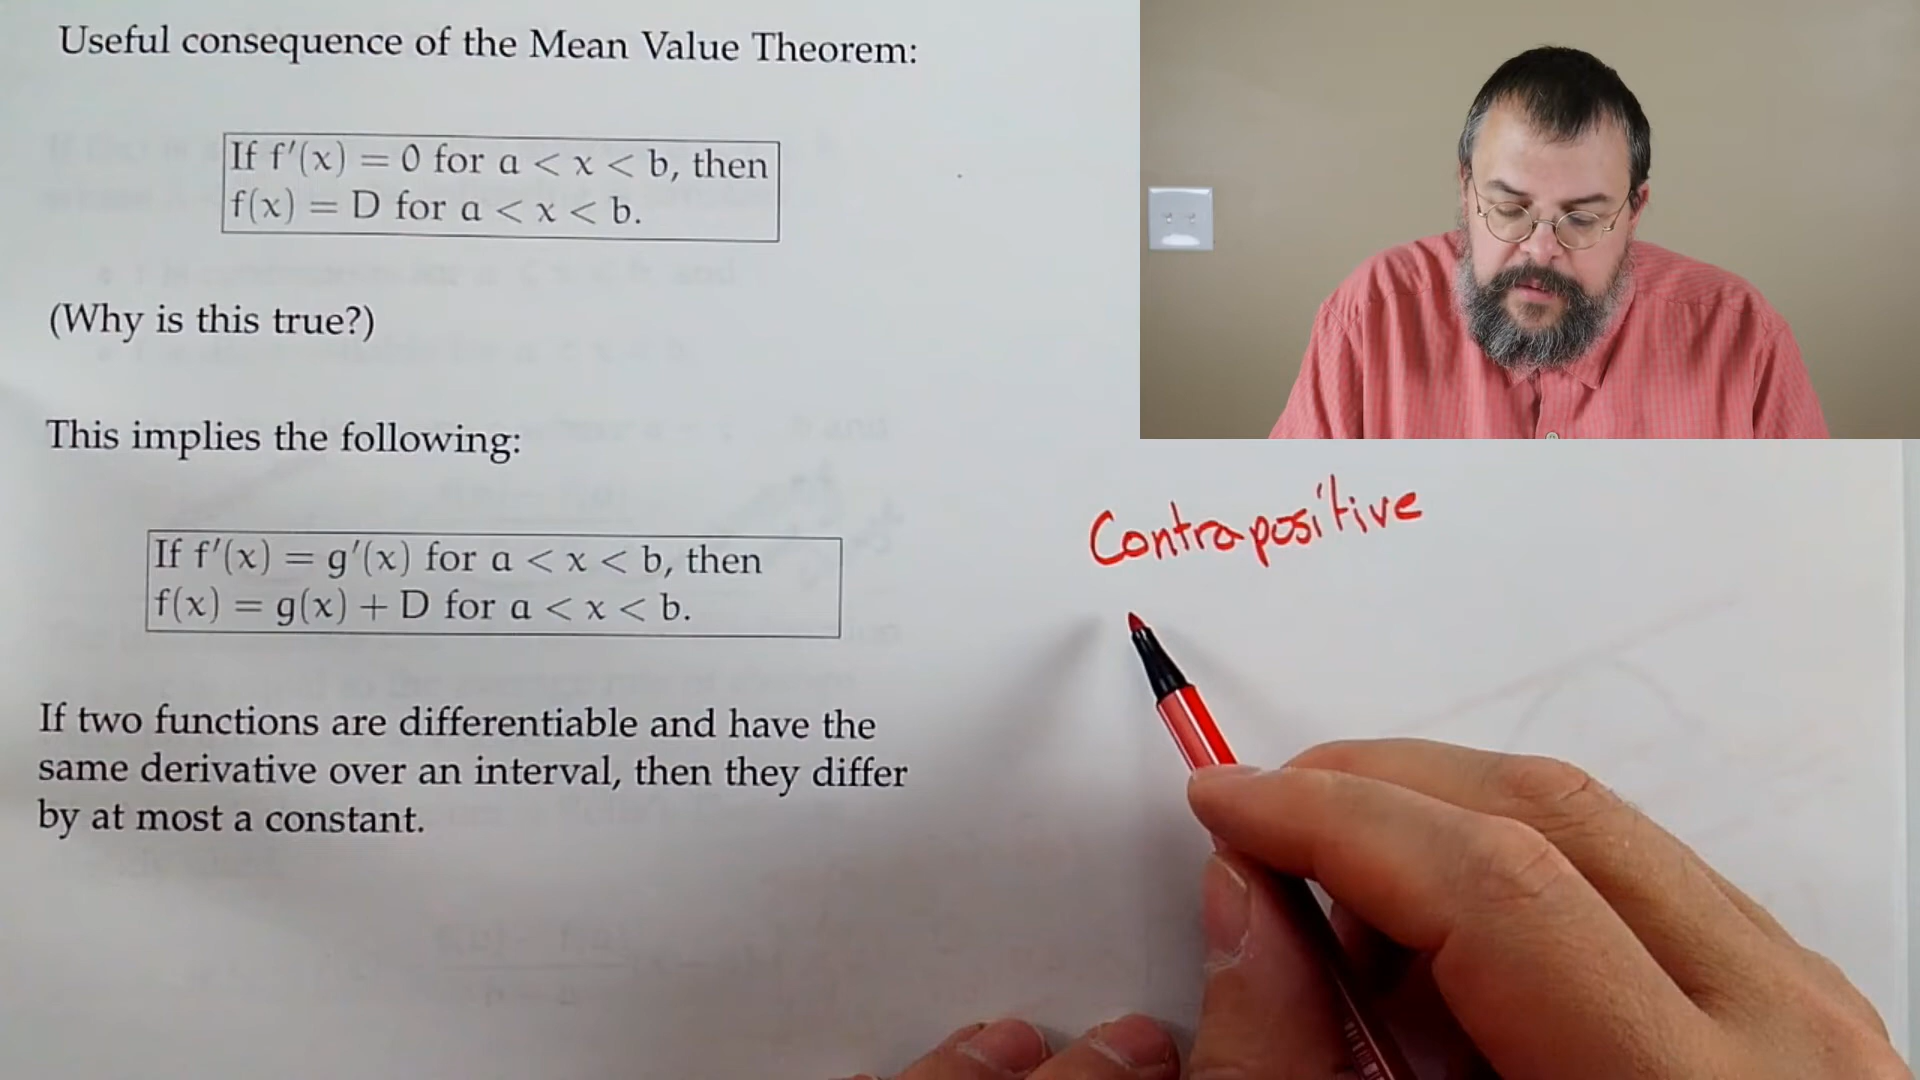 Useful consequence of the Mean Value Theorem:
If f′(x) = 0 for a < x < b, then
f(x) = D for a < x < b.
(Why is this true?)
This implies the following:
If f′(x) = g′(x) for a < x < b, then
f(x) = g(x) + D for a < x < b.
If two functions are differentiable and have the
same derivative over an interval, then they differ
by at most a constant.
Contrapositive